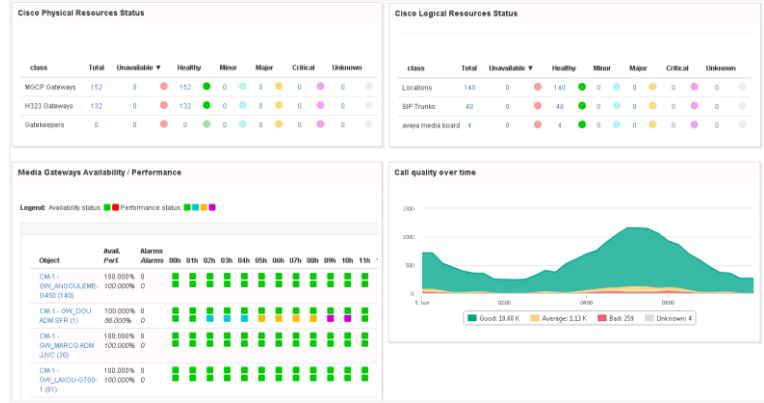 Cisco Physical Resources Status
class Total Unavailable ▼ Healthy Minor Major Critical Unknown
MGCP Gateways 152 0 152 0 0 0 0
H323 Gateways 132 0 132 0 0 0 0
Gatekeepers 0 0 0 0 0 0 0
Cisco Logical Resources Status
class Total Unavailable ▼ Healthy Minor Major Critical Unknown
Locations 140 0 140 0 0 0 0
SIP Trunks 48 0 48 0 0 0 0
avaya media board 4 0 4 0 0 0 0
Media Gateways Availability / Performance
Legend: Availability status: Performance status:
Avail. Alarms
Object Perf. Alarms 00h 01h 02h 03h 04h 05h 06h 07h 08h 09h 10h 11h
CM-1 - 100.000% 0
GW_ANGOULEME- 100.000% 0
G450 (140)
CM-1 - GW_DOU 100.000% 0
ADM SFR (1) 86.000% 0
CM-1 - 100.000% 0
GW_MARCQ ADM 100.000% 0
JJVC (30)
CM-1 - 100.000% 0
GW_LAXOU-G700- 100.000% 0
1 (61)
Call quality over time
1500
1000
500
0
5. Jun 02:00 04:00 06:00
Good: 18.68 K Average: 1.13 K Bad: 259 Unknown: 4